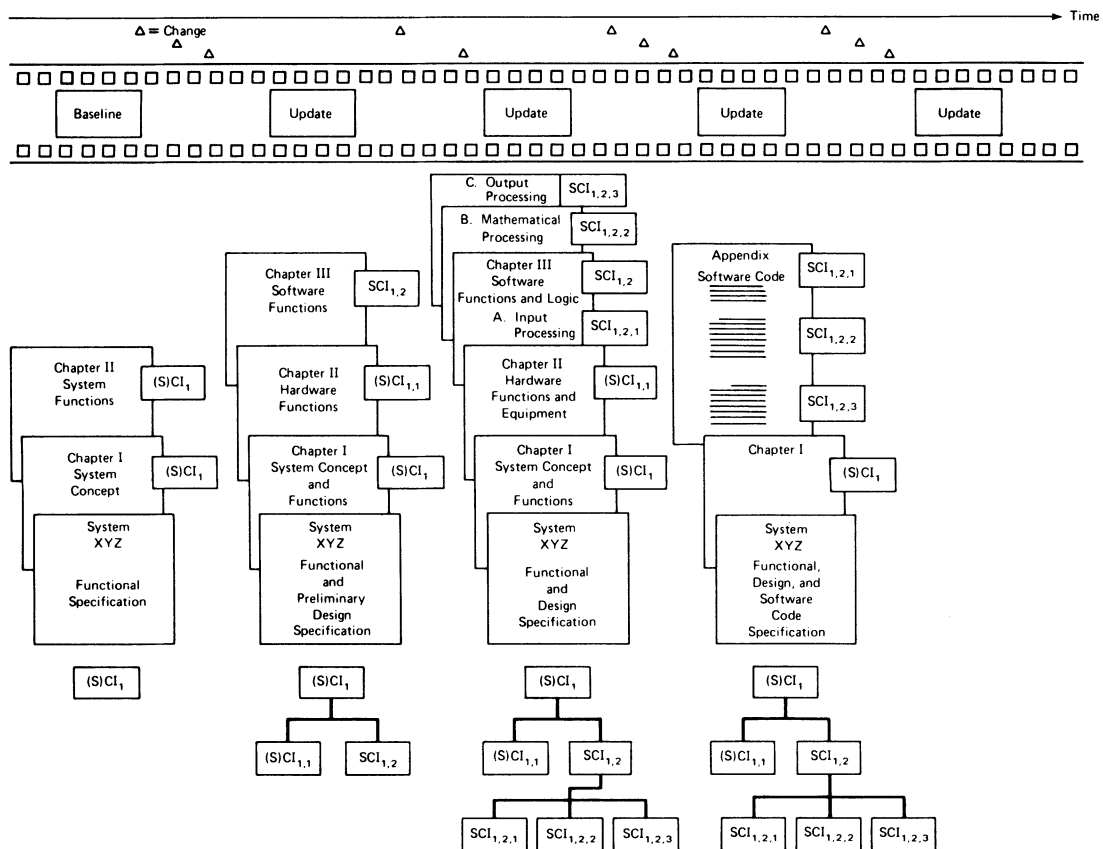 Time
Δ = Change
Baseline
Update
Update
Update
Update
Chapter II
System
Functions
(S)CI₁
Chapter I
System
Concept
(S)CI₁
System
XYZ
Functional
Specification
(S)CI₁
Chapter III
Software
Functions
SCI₁,₂
Chapter II
Hardware
Functions
(S)CI₁,₁
Chapter I
System Concept
and
Functions
(S)CI₁
System
XYZ
Functional
and
Preliminary
Design
Specification
(S)CI₁
(S)CI₁,₁
SCI₁,₂
C. Output
Processing
SCI₁,₂,₃
B. Mathematical
Processing
SCI₁,₂,₂
Chapter III
Software
Functions and Logic
SCI₁,₂
A. Input
Processing
SCI₁,₂,₁
Chapter II
Hardware
Functions and
Equipment
(S)CI₁,₁
Chapter I
System Concept
and
Functions
(S)CI₁
System
XYZ
Functional
and
Design
Specification
(S)CI₁
(S)CI₁,₁
SCI₁,₂
SCI₁,₂,₁
SCI₁,₂,₂
SCI₁,₂,₃
Appendix
Software Code
SCI₁,₂,₁
SCI₁,₂,₂
SCI₁,₂,₃
Chapter I
(S)CI₁
System
XYZ
Functional,
Design, and
Software
Code
Specification
(S)CI₁
(S)CI₁,₁
SCI₁,₂
SCI₁,₂,₁
SCI₁,₂,₂
SCI₁,₂,₃